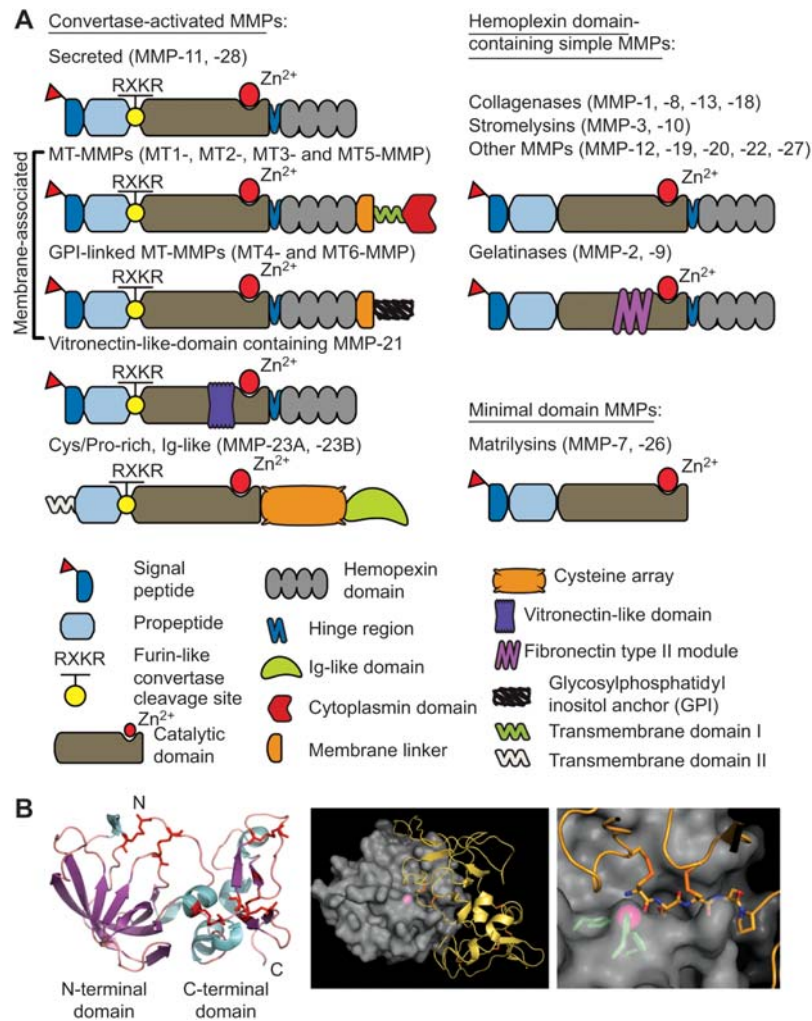 A
Convertase-activated MMPs:
Secreted (MMP-11, -28)
RXKR
Zn2+
Membrane-associated
MT-MMPs (MT1-, MT2-, MT3- and MT5-MMP)
RXKR
Zn2+
GPI-linked MT-MMPs (MT4- and MT6-MMP)
RXKR
Zn2+
Vitronectin-like-domain containing MMP-21
RXKR
Zn2+
Cys/Pro-rich, Ig-like (MMP-23A, -23B)
RXKR
Zn2+
Hemoplexin domain-
containing simple MMPs:
Collagenases (MMP-1, -8, -13, -18)
Stromelysins (MMP-3, -10)
Other MMPs (MMP-12, -19, -20, -22, -27)
Zn2+
Gelatinases (MMP-2, -9)
Zn2+
Minimal domain MMPs:
Matrilysins (MMP-7, -26)
Zn2+
Signal
peptide
Propeptide
RXKR
Furin-like
convertase
cleavage site
Zn2+
Catalytic
domain
Hemopexin
domain
Hinge region
Ig-like domain
Cytoplasmin domain
Membrane linker
Cysteine array
Vitronectin-like domain
Fibronectin type II module
Glycosylphosphatidyl
inositol anchor (GPI)
Transmembrane domain I
Transmembrane domain II
B
N
C
N-terminal
domain
C-terminal
domain